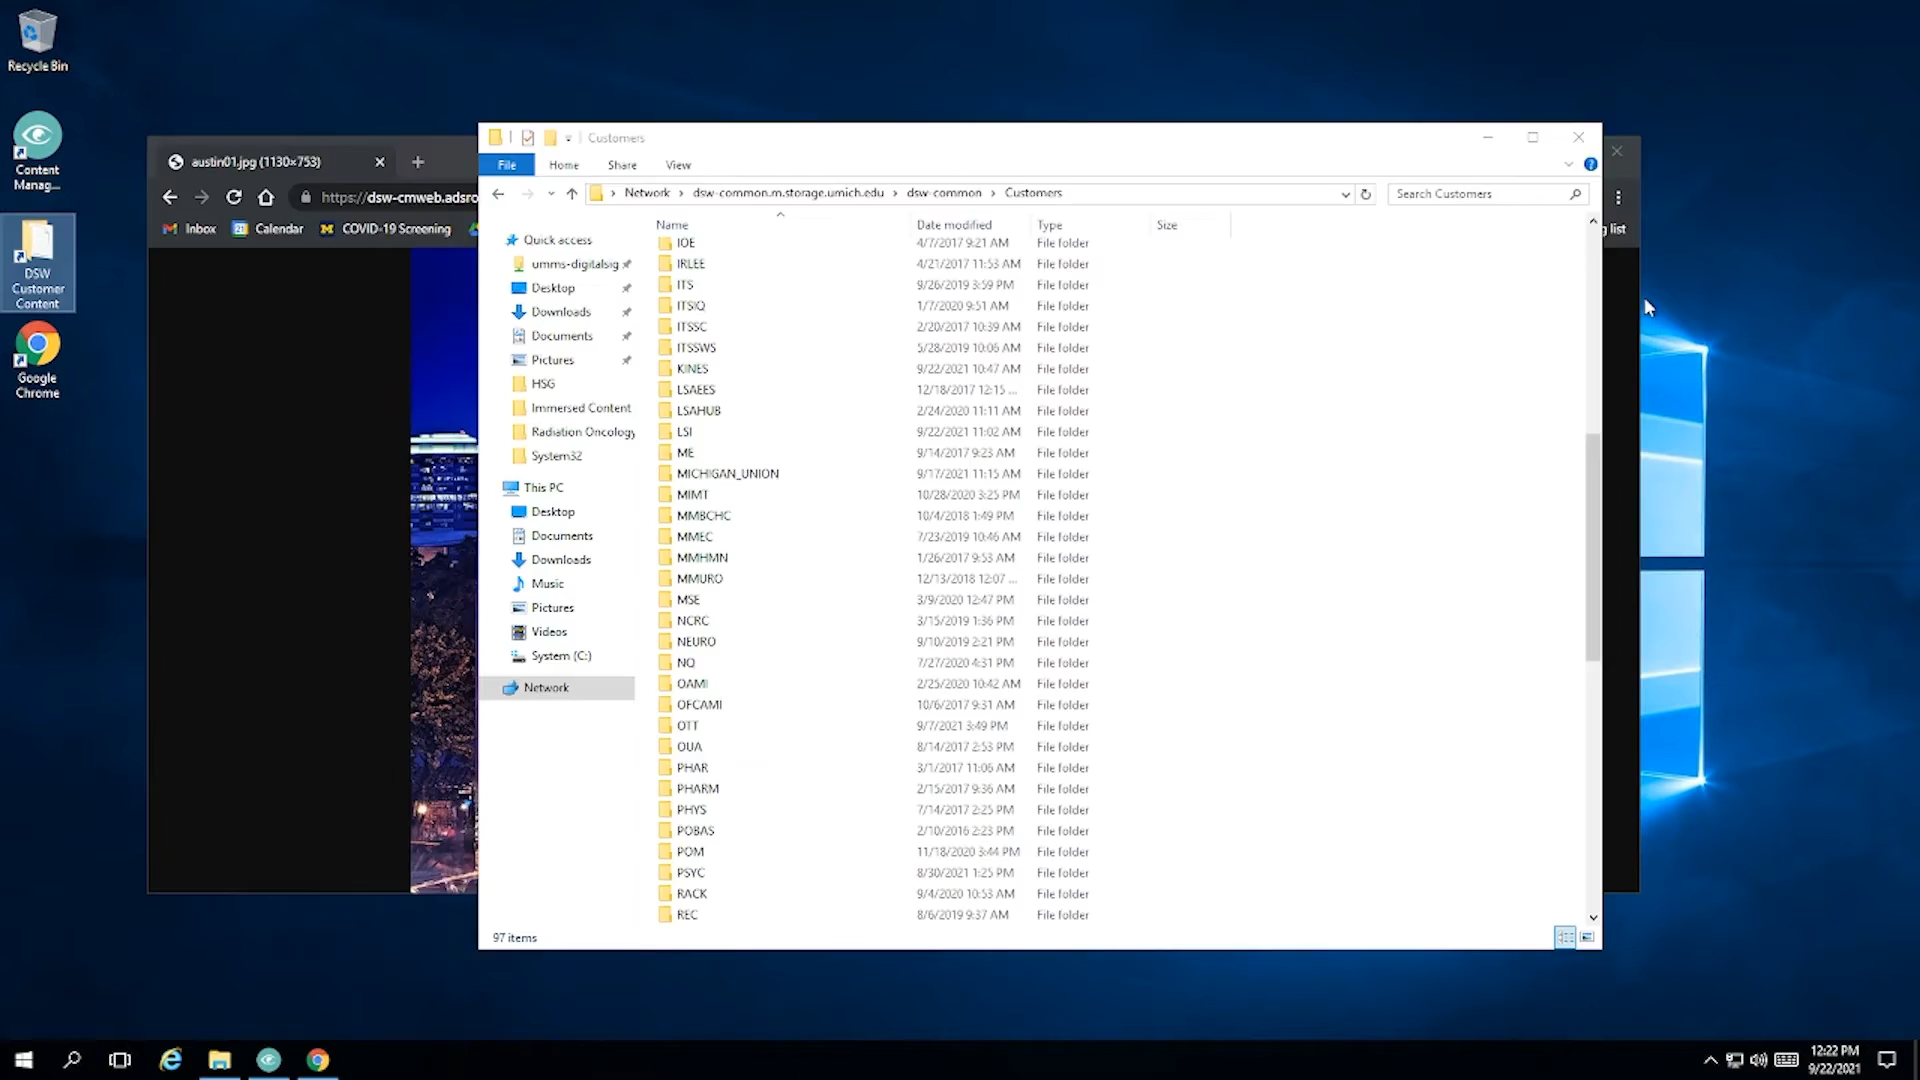 Recycle Bin
Content
Manag...
DSW
Customer
Content
Google
Chrome
austin01.jpg (1130×753)
https://dsw-cmweb.adsro
Inbox
Calendar
COVID-19 Screening
g list
Customers
File
Home
Share
View
Network > dsw-common.m.storage.umich.edu > dsw-common > Customers
Search Customers
Quick access
umms-digitalsig
Desktop
Downloads
Documents
Pictures
HSG
Immersed Content
Radiation Oncology
System32
This PC
Desktop
Documents
Downloads
Music
Pictures
Videos
System (C:)
Network
Name Date modified Type Size
IOE 4/7/2017 9:21 AM File folder
IRLEE 4/21/2017 11:53 AM File folder
ITS 9/26/2019 3:59 PM File folder
ITSIQ 1/7/2020 9:51 AM File folder
ITSSC 2/20/2017 10:39 AM File folder
ITSSWS 5/28/2019 10:06 AM File folder
KINES 9/22/2021 10:47 AM File folder
LSAEES 12/18/2017 12:15 ... File folder
LSAHUB 2/24/2020 11:11 AM File folder
LSI 9/22/2021 11:02 AM File folder
ME 9/14/2017 9:23 AM File folder
MICHIGAN_UNION 9/17/2021 11:15 AM File folder
MIMT 10/28/2020 3:25 PM File folder
MMBCHC 10/4/2018 1:49 PM File folder
MMEC 7/23/2019 10:46 AM File folder
MMHMN 1/26/2017 9:53 AM File folder
MMURO 12/13/2018 12:07 ... File folder
MSE 3/9/2020 12:47 PM File folder
NCRC 3/15/2019 1:36 PM File folder
NEURO 9/10/2019 2:21 PM File folder
NQ 7/27/2020 4:31 PM File folder
OAMI 2/25/2020 10:42 AM File folder
OFCAMI 10/6/2017 9:31 AM File folder
OTT 9/7/2021 3:49 PM File folder
OUA 8/14/2017 2:53 PM File folder
PHAR 3/1/2017 11:06 AM File folder
PHARM 2/15/2017 9:36 AM File folder
PHYS 7/14/2017 2:25 PM File folder
POBAS 2/10/2016 2:23 PM File folder
POM 11/18/2020 3:44 PM File folder
PSYC 8/30/2021 1:25 PM File folder
RACK 9/4/2020 10:53 AM File folder
REC 8/6/2019 9:37 AM File folder
97 items
12:22 PM
9/22/2021